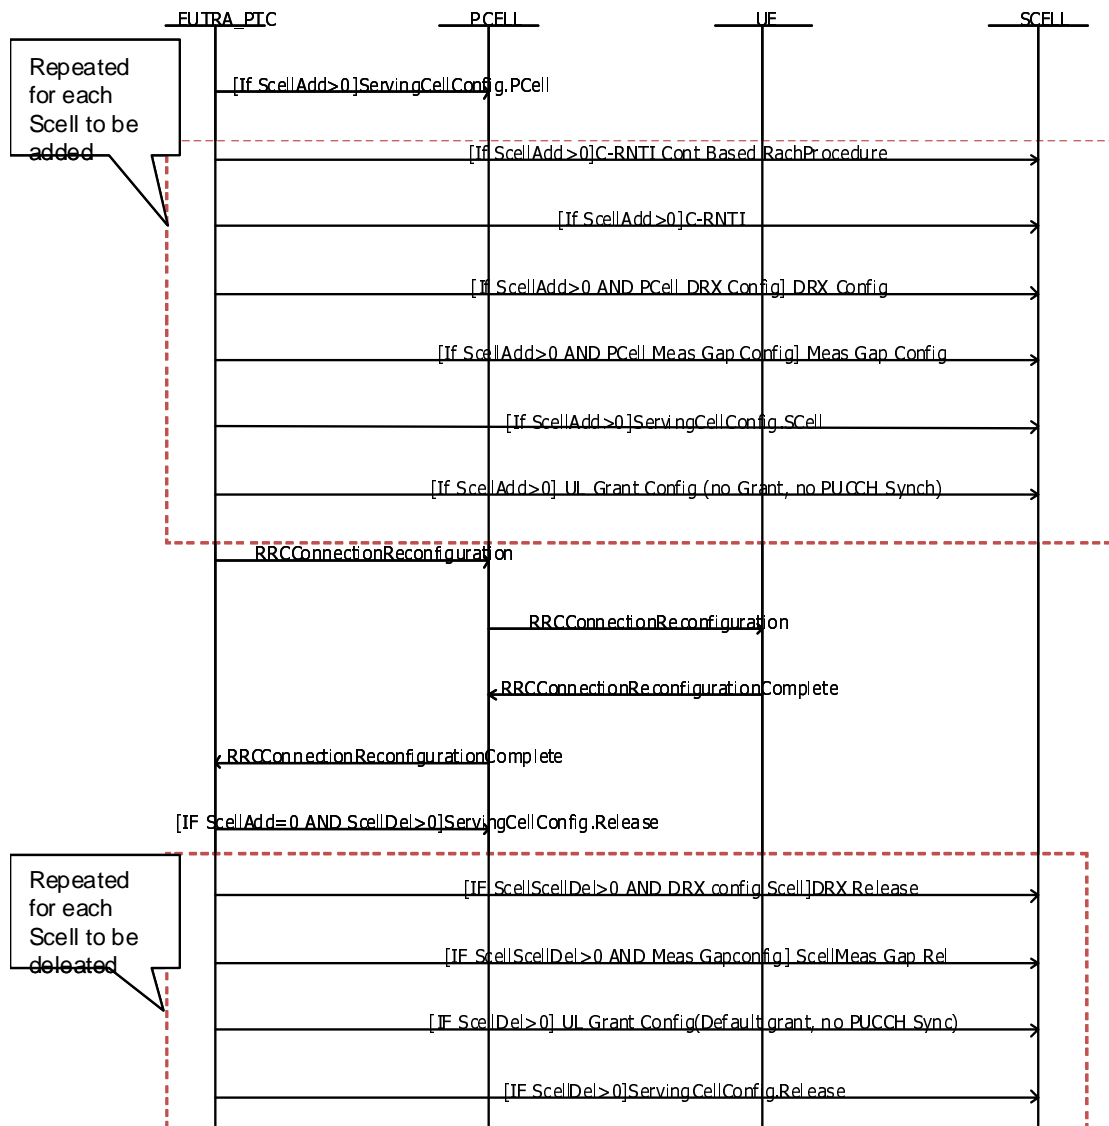 EUTRA_PTC PCELL UE SCELL
Repeated
for each
Scell to be
added
[If ScellAdd>0]ServingCellConfig.PCell
[If ScellAdd>0]C-RNTI Cont Based RachProcedure
[If ScellAdd>0]C-RNTI
[If ScellAdd>0 AND PCell DRX Config] DRX Config
[If ScellAdd>0 AND PCell Meas Gap Config] Meas Gap Config
[If ScellAdd>0]ServingCellConfig.SCell
[If ScellAdd>0] UL Grant Config (no Grant, no PUCCH Synch)
RRCConnectionReconfiguration
RRCConnectionReconfiguration
RRCConnectionReconfigurationComplete
RRCConnectionReconfigurationComplete
[IF ScellAdd=0 AND ScellDel>0]ServingCellConfig.Release
Repeated
for each
Scell to be
deleated
[IF ScellScellDel>0 AND DRX config Scell]DRX Release
[IF ScellScellDel>0 AND Meas Gapconfig] ScellMeas Gap Rel
[IF ScellDel>0] UL Grant Config(Default grant, no PUCCH Sync)
[IF ScellDel>0]ServingCellConfig.Release